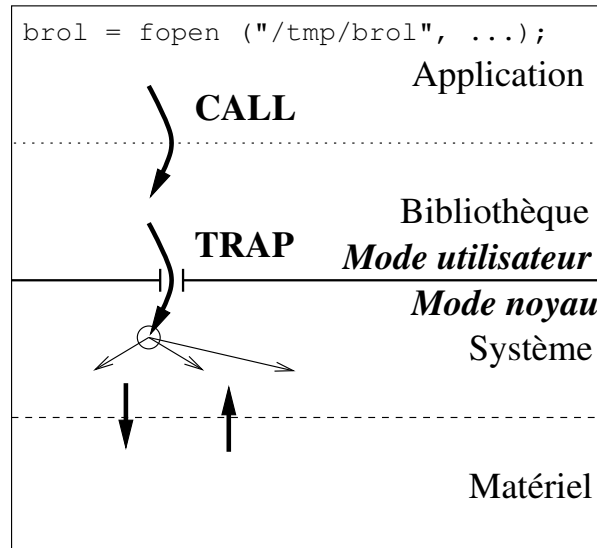 brol = fopen ("/tmp/brol", ...);
Application
CALL
Bibliothèque
TRAP
Mode utilisateur
Mode noyau
Système
Matériel